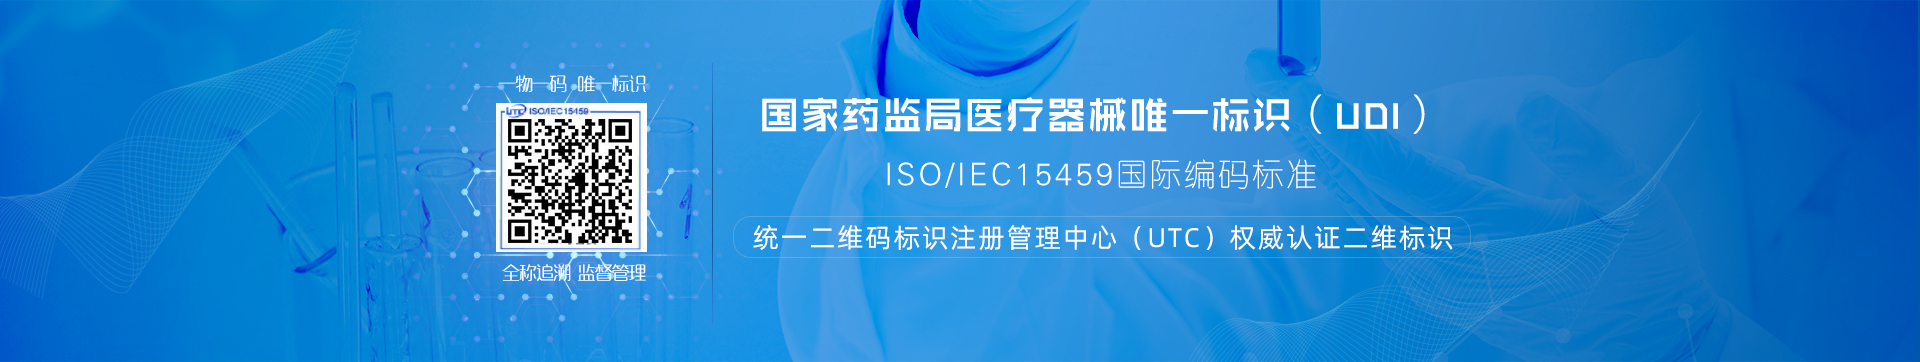 一物一码 唯一标识
UTC ISO/IEC 15459
全称追溯 监督管理
国家药监局医疗器械唯一标识（UDI）
ISO/IEC15459国际编码标准
统一二维码标识注册管理中心（UTC）权威认证二维标识